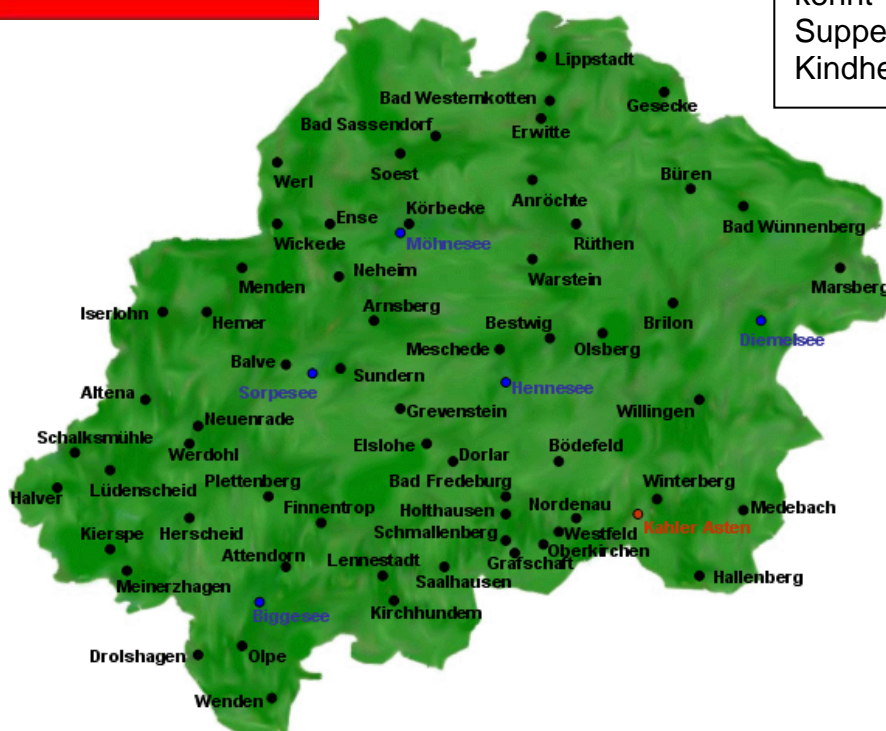 kennt
Suppe
Kindhe
Lippstadt
Bad Westernkotten
Gesecke
Bad Sassendorf
Erwitte
Werl
Soest
Büren
Anröchte
Ense
Körbecke
Bad Wünnenberg
Wickede
Möhnesee
Rüthen
Neheim
Warstein
Menden
Marsberg
Iserlohn
Hemer
Arnsberg
Bestwig
Brilon
Diemelsee
Meschede
Olsberg
Balve
Sundern
Sorpesee
Hennesee
Altena
Grevenstein
Willingen
Neuenrade
Schalksmühle
Werdohl
Elslohe
Dorlar
Bödefeld
Lüdenscheid
Plettenberg
Bad Fredeburg
Winterberg
Halver
Finnentrop
Holthausen
Nordenau
Medebach
Kierspe
Herscheid
Schmallenberg
Westfeld
Kahler Asten
Attendorn
Lennestadt
Oberkirchen
Grafschaft
Meinerzhagen
Saalhausen
Hallenberg
Biggesee
Kirchhundem
Drolshagen
Olpe
Wenden